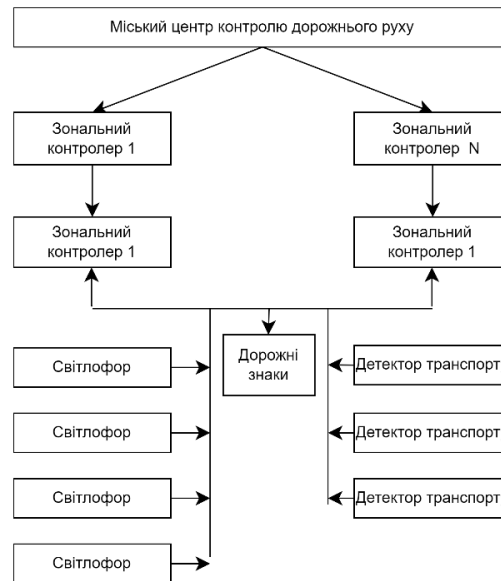 Міський центр контролю дорожнього руху
Зональний
контролер 1
Зональний
контролер N
Зональний
контролер 1
Зональний
контролер 1
Дорожні
знаки
Світлофор
Детектор транспорт
Світлофор
Детектор транспорт
Світлофор
Детектор транспорт
Світлофор